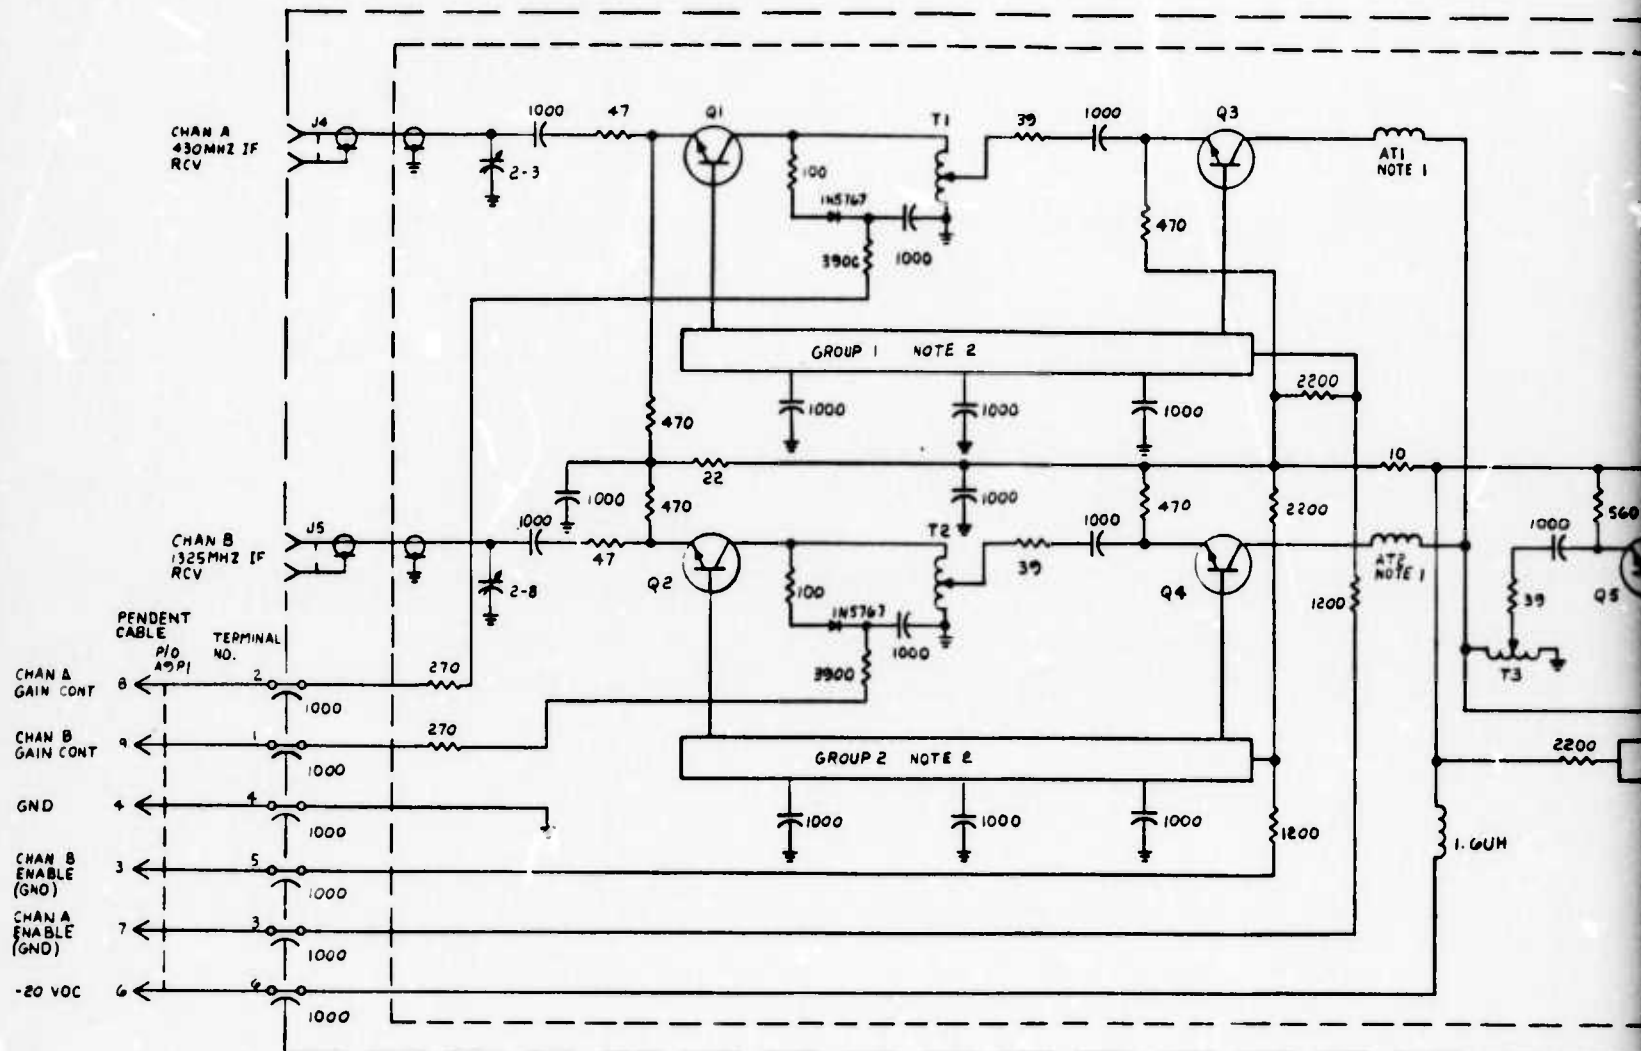 J4
CHAN A
430MHZ IF
RCV
1000
47
Q1
T1
39
1000
Q3
2-3
100
1N5767
3900
1000
470
AT1
NOTE 1
GROUP 1 NOTE 2
1000
1000
1000
2200
470
22
10
1000
470
1000
470
2200
560
J5
CHAN B
1325MHZ IF
RCV
1000
47
Q2
T2
39
1000
Q4
AT2
NOTE 1
1000
Q5
39
T3
2-8
100
1N5767
3900
1000
1200
PENDENT
CABLE
P/O
A9P1
TERMINAL
NO.
CHAN A
GAIN CONT
8
2
1000
270
CHAN B
GAIN CONT
9
1
1000
270
GROUP 2 NOTE 2
2200
GND
4
4
1000
1000
1000
1000
1200
1.6UH
CHAN B
ENABLE
(GND)
3
5
1000
CHAN A
ENABLE
(GND)
7
3
1000
-20 VDC
6
6
1000